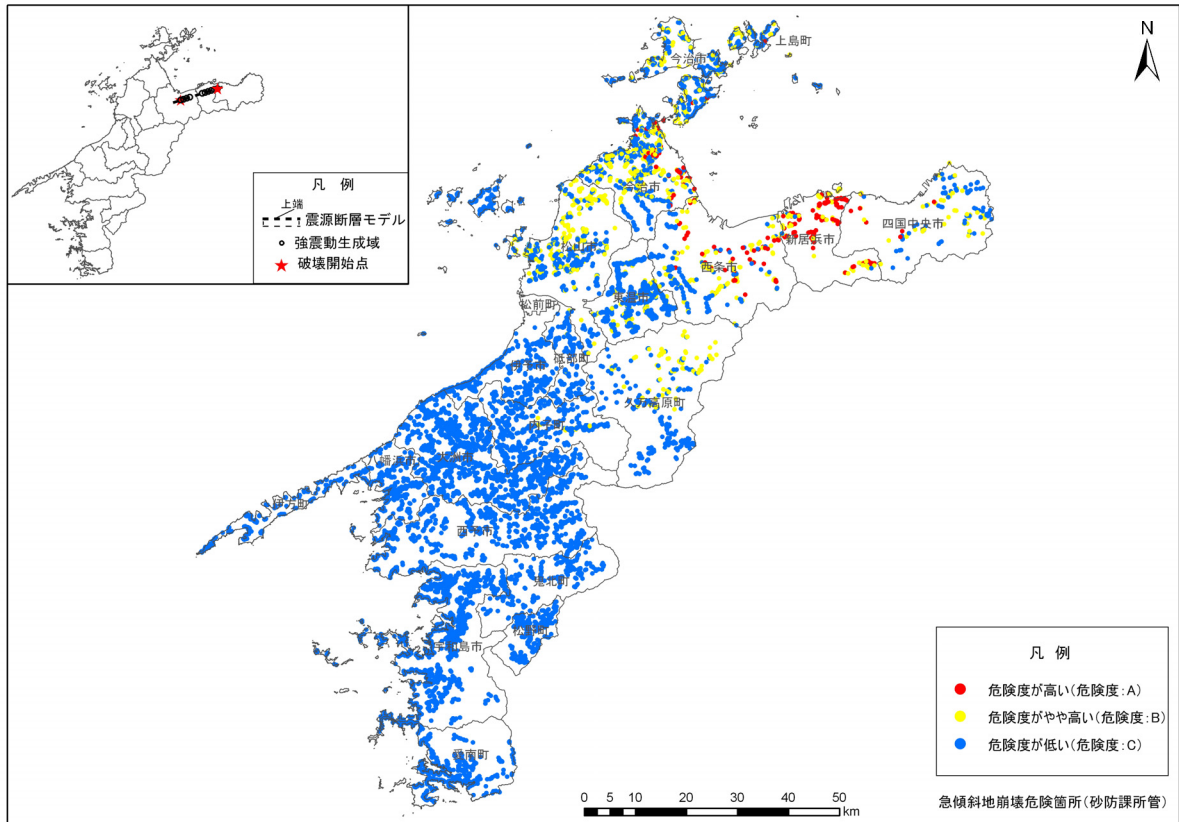 凡 例
上端
震源断層モデル
強震動生成域
破壊開始点
N
上島町
今治市
今治市
四国中央市
新居浜市
西条市
松山市
東温市
松前町
砥部町
伊予市
久万高原町
内子町
大洲市
八幡浜市
伊方町
西予市
鬼北町
松野町
宇和島市
愛南町
凡 例
危険度が高い(危険度:A)
危険度がやや高い(危険度:B)
危険度が低い(危険度:C)
0 5 10 20 30 40 50
km
急傾斜地崩壊危険箇所(砂防課所管)